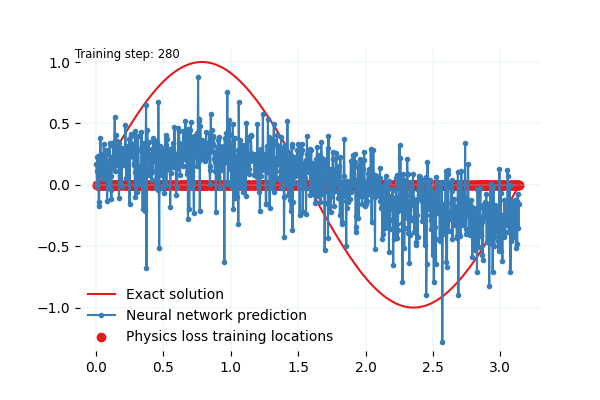 Training step: 280
1.0
0.5
0.0
−0.5
−1.0
Exact solution
Neural network prediction
Physics loss training locations
0.0 0.5 1.0 1.5 2.0 2.5 3.0